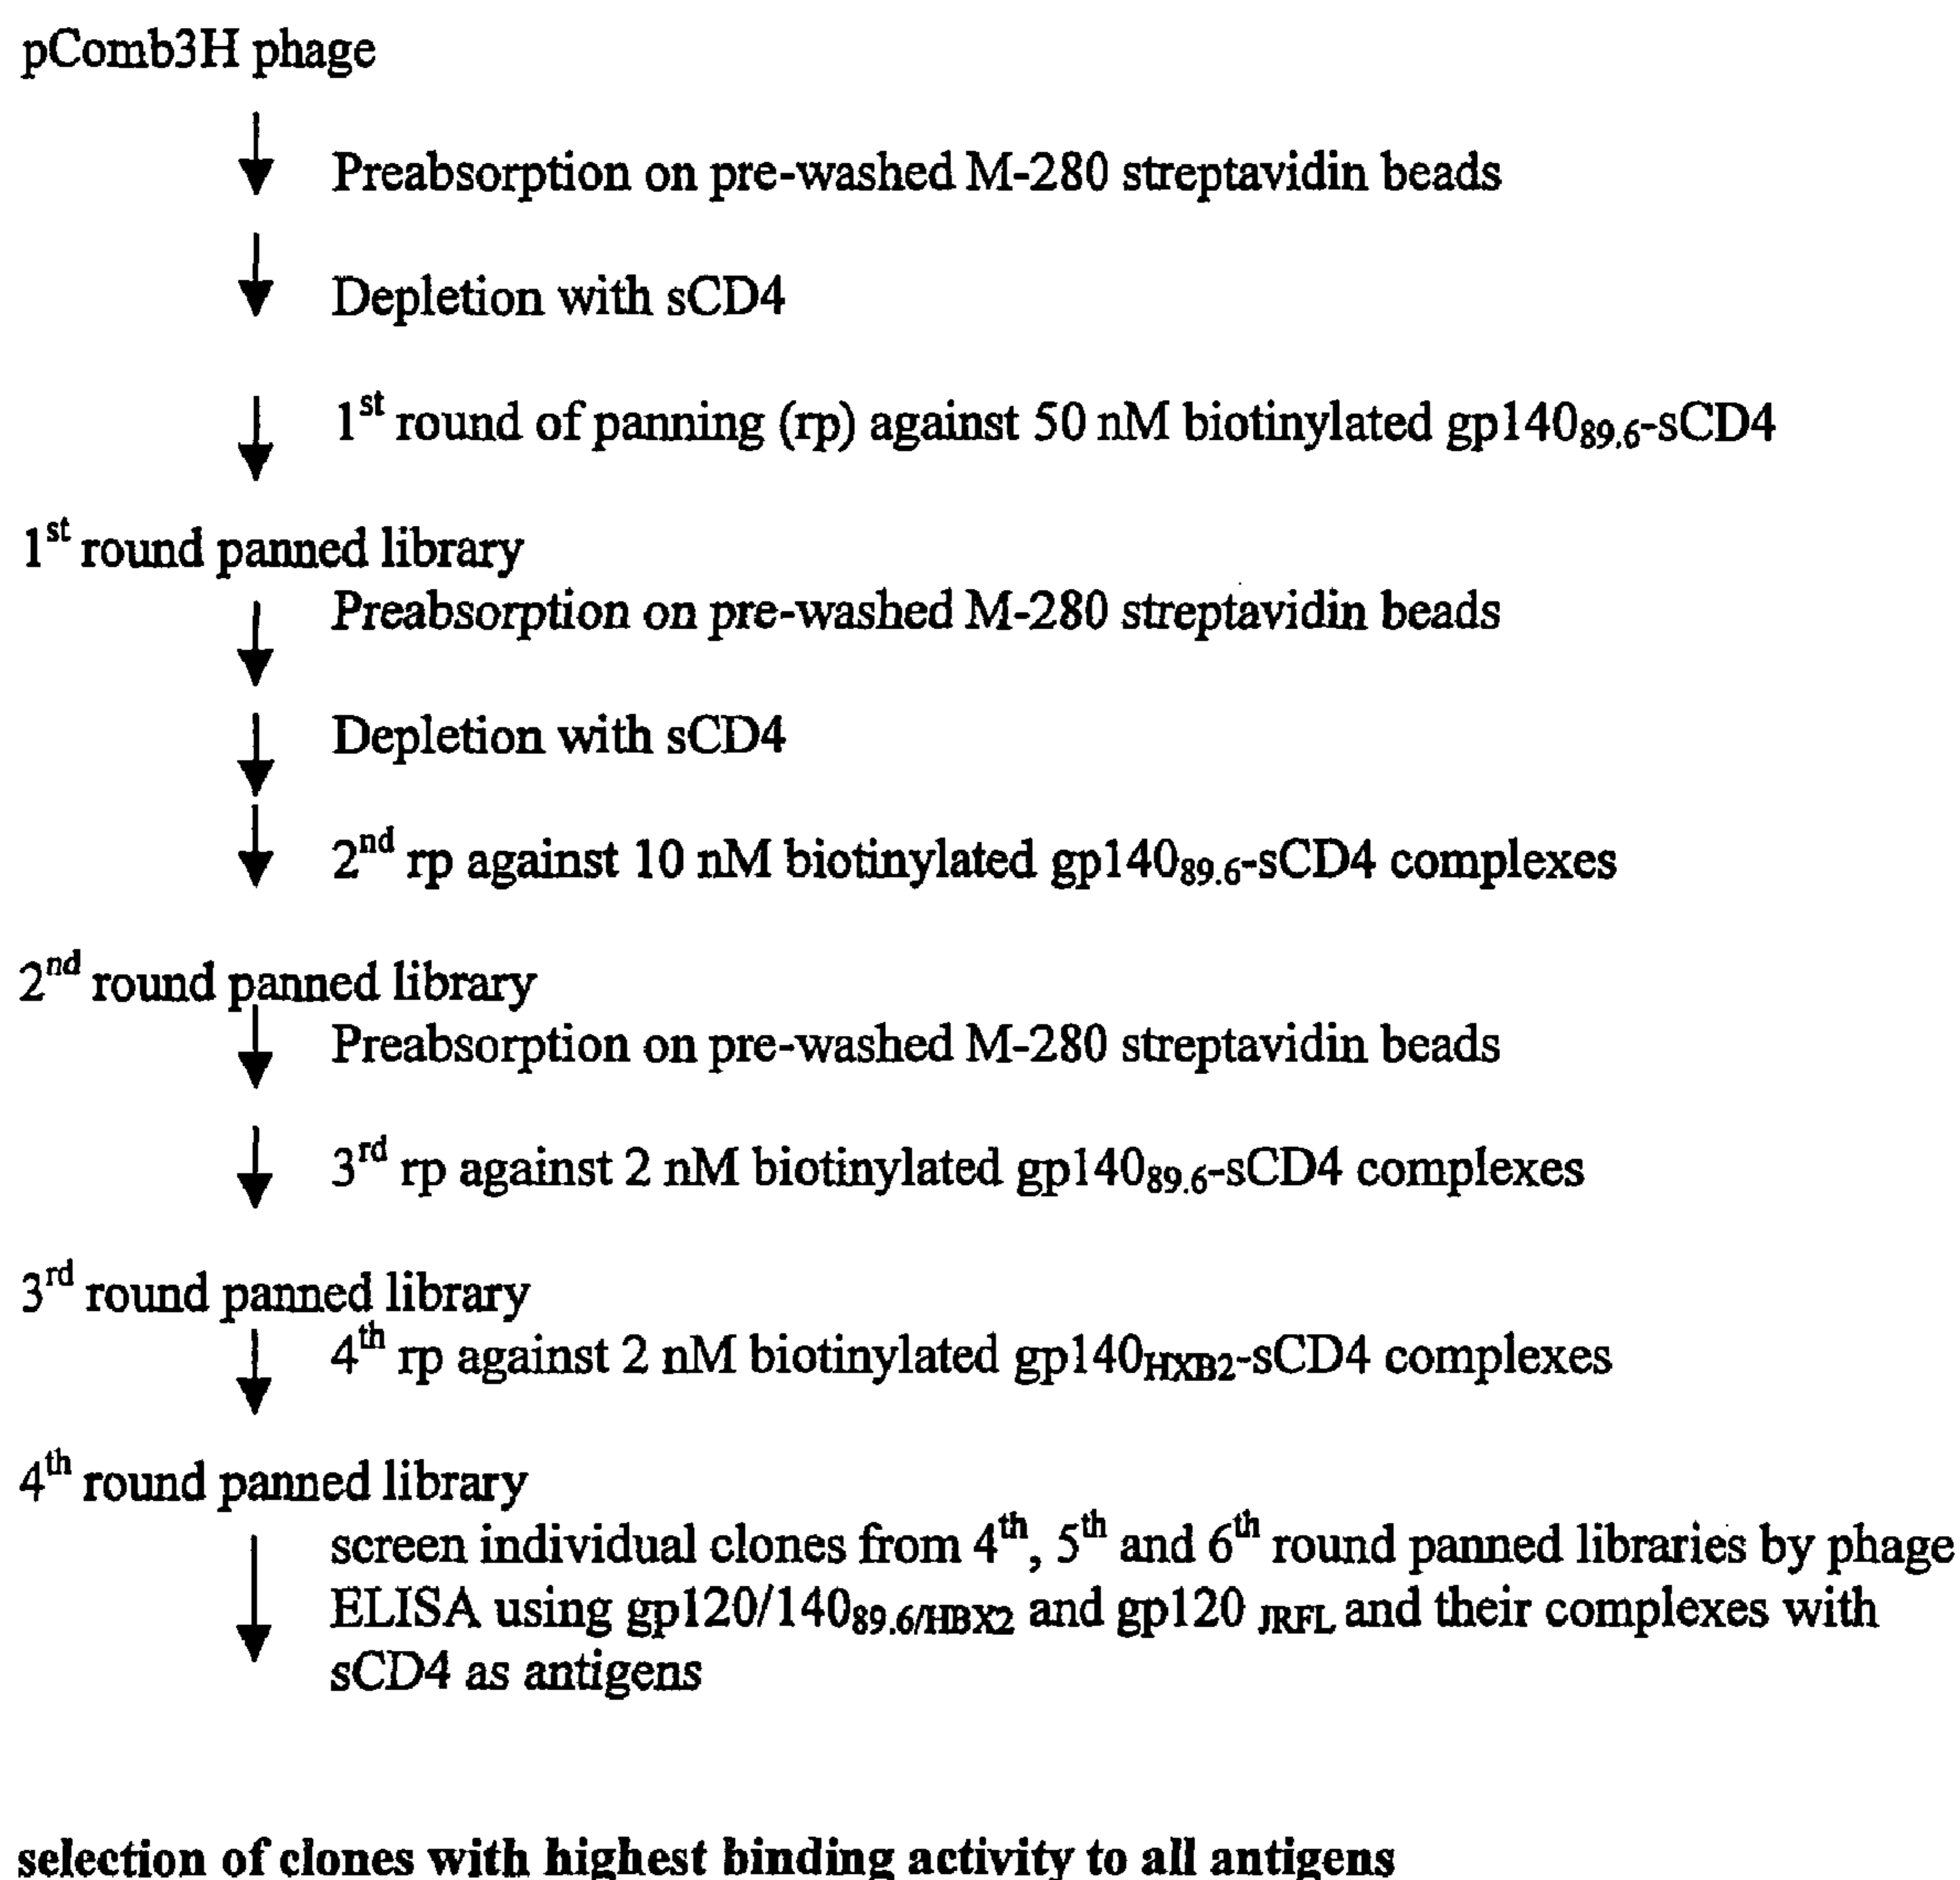 pComb3H phage
Preabsorption on pre-washed M-280 streptavidin beads
Depletion with sCD4
1st round of panning (rp) against 50 nM biotinylated gp14089.6-sCD4
1st round panned library
Preabsorption on pre-washed M-280 streptavidin beads
Depletion with sCD4
2nd rp against 10 nM biotinylated gp14089.6-sCD4 complexes
2nd round panned library
Preabsorption on pre-washed M-280 streptavidin beads
3rd rp against 2 nM biotinylated gp14089.6-sCD4 complexes
3rd round panned library
4th rp against 2 nM biotinylated gp140HXB2-sCD4 complexes
4th round panned library
screen individual clones from 4th, 5th and 6th round panned libraries by phage
ELISA using gp120/14089.6/HBX2 and gp120 JRFL and their complexes with
sCD4 as antigens
selection of clones with highest binding activity to all antigens